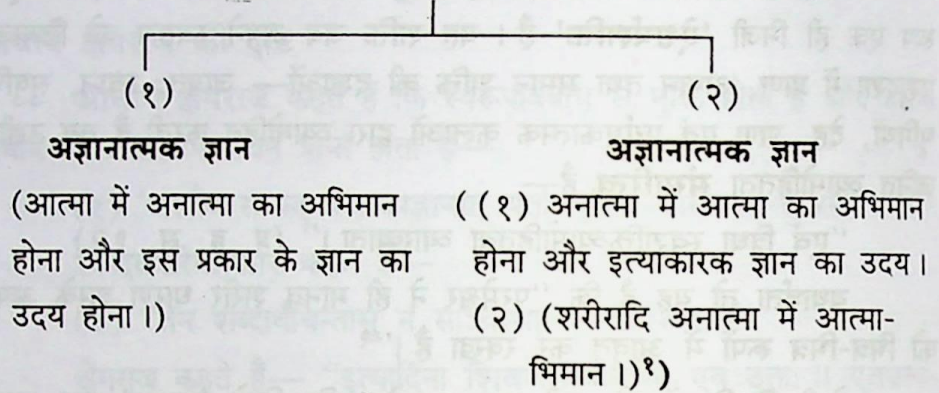 (१)
अज्ञानात्मक ज्ञान
(आत्मा में अनात्मा का अभिमान
होना और इस प्रकार के ज्ञान का
उदय होना।)
(२)
अज्ञानात्मक ज्ञान
((१) अनात्मा में आत्मा का अभिमान
होना और इत्याकारक ज्ञान का उदय।
(२) (शरीरादि अनात्मा में आत्मा-
भिमान।)१)